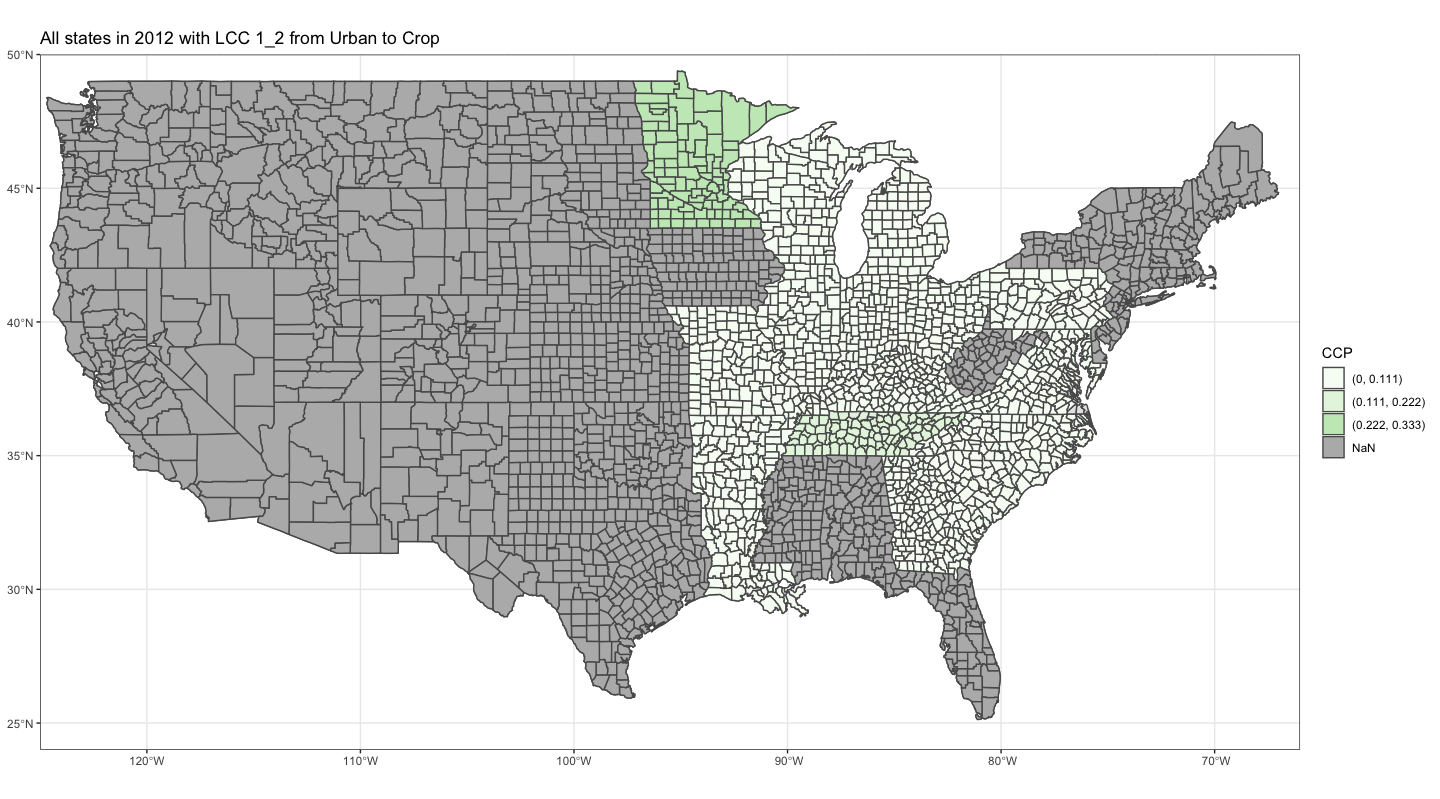 All states in 2012 with LCC 1_2 from Urban to Crop
50°N
45°N
40°N
35°N
30°N
25°N
120°W
110°W
100°W
90°W
80°W
70°W
CCP
(0, 0.111)
(0.111, 0.222)
(0.222, 0.333)
NaN